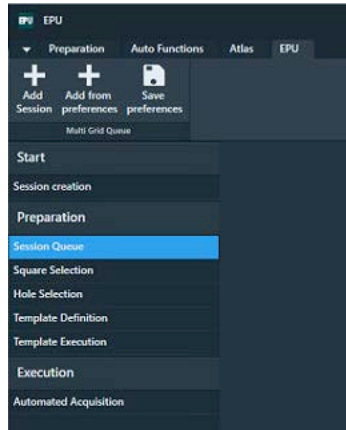 EPU EPU
Preparation Auto Functions Atlas EPU
Add Session Add from preferences Save preferences
Multi Grid Queue
Start
Session creation
Preparation
Session Queue
Square Selection
Hole Selection
Template Definition
Template Execution
Execution
Automated Acquisition